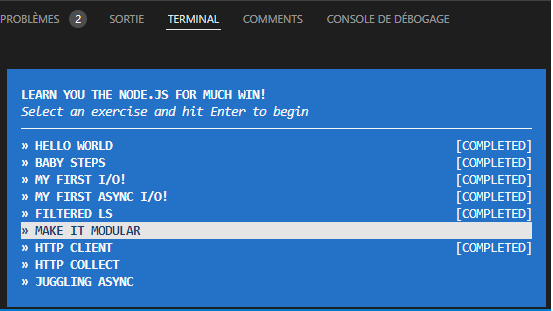 PROBLÈMES 2 SORTIE TERMINAL COMMENTS CONSOLE DE DÉBOGAGE
LEARN YOU THE NODE.JS FOR MUCH WIN!
Select an exercise and hit Enter to begin
» HELLO WORLD [COMPLETED]
» BABY STEPS [COMPLETED]
» MY FIRST I/O! [COMPLETED]
» MY FIRST ASYNC I/O! [COMPLETED]
» FILTERED LS [COMPLETED]
» MAKE IT MODULAR
» HTTP CLIENT [COMPLETED]
» HTTP COLLECT
» JUGGLING ASYNC